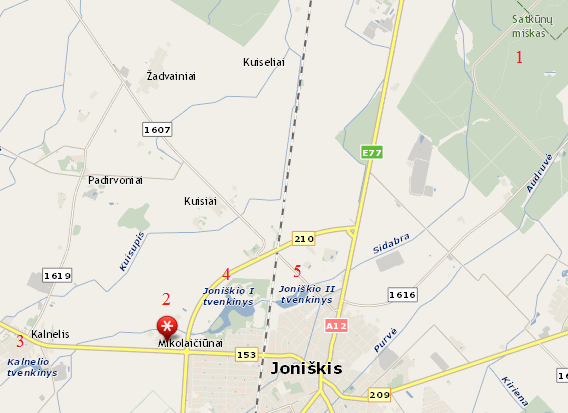 Satkūnų
miškas
1
Kuiseliai
Žadvainiai
1607
E77
Padirvoniai
Audruvė
Kuisiai
Kuisupis
210
Sidabra
5
4
1619
Joniškio I
tvenkinys
Joniškio II
tvenkinys
1616
2
*
A12
Kalnelis
3
Mikolaičiūnai
Purvė
153
Kalnelio
tvenkinys
Joniškis
Kiriena
209